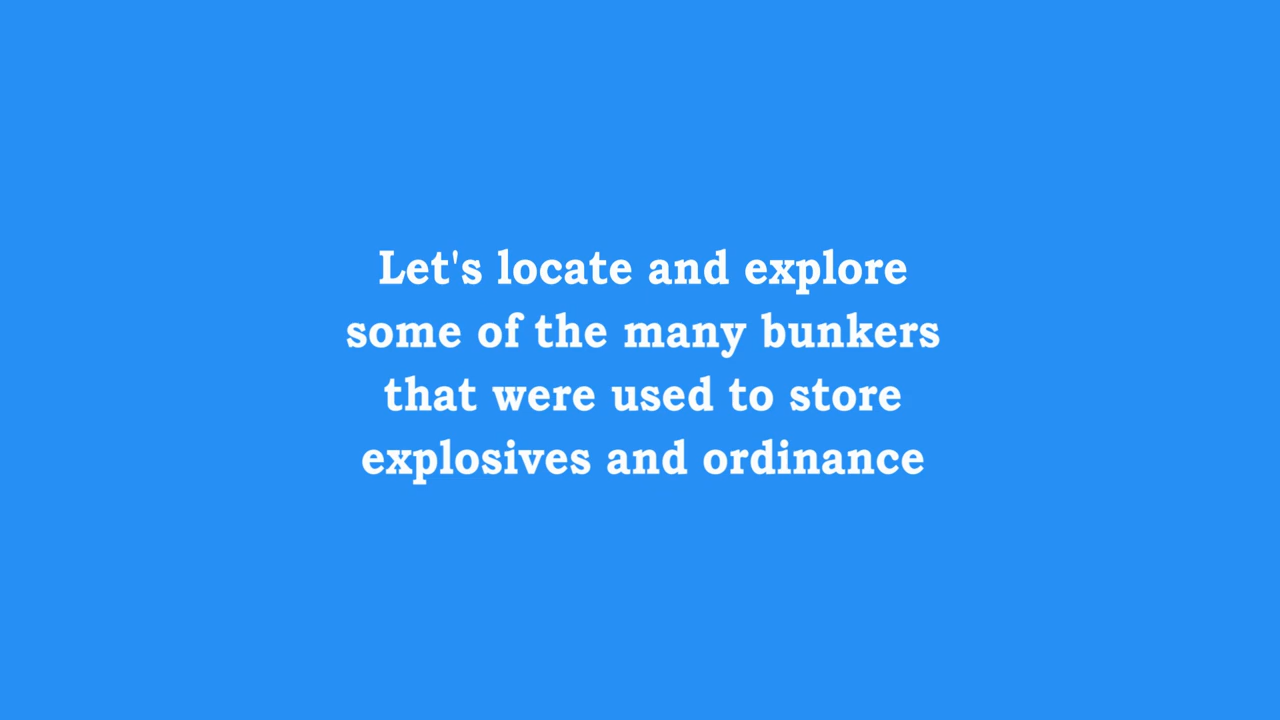 Let's locate and explore
some of the many bunkers
that were used to store
explosives and ordinance